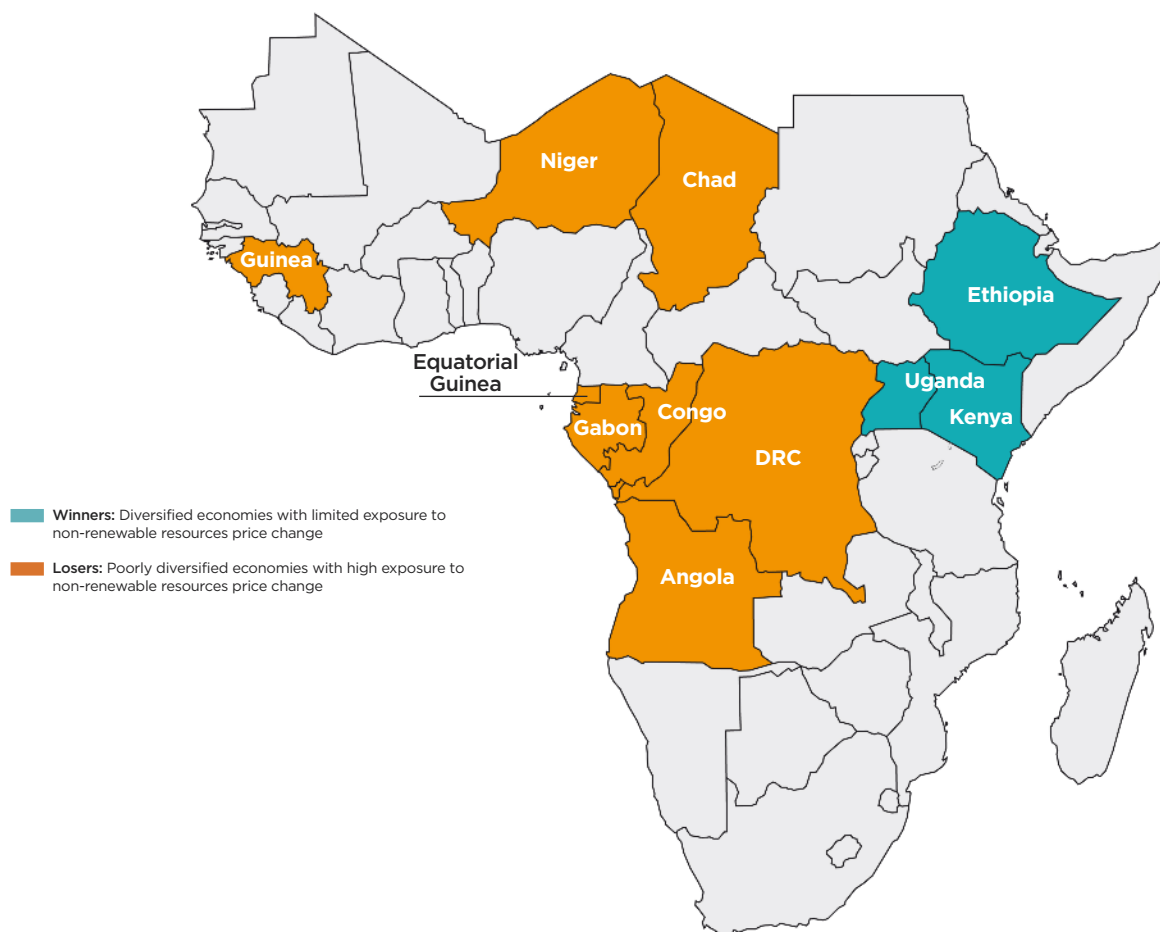 Niger
Chad
Guinea
Ethiopia
Equatorial
Guinea
Uganda
Congo
Kenya
Gabon
DRC
Winners: Diversified economies with limited exposure to
non-renewable resources price change
Losers: Poorly diversified economies with high exposure to
non-renewable resources price change
Angola